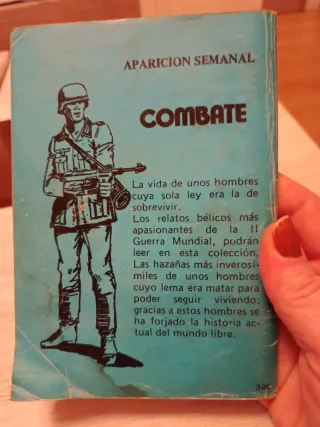 APARICION SEMANAL
COMBATE
La vida de unos hombres
cuya sola ley era la de
sobrevivir.
Los relatos bélicos más
apasionantes de la II
Guerra Mundial, podrán
leer en esta colección.
Las hazañas más inverosí-
miles de unos hombres
cuyo lema era matar para
poder seguir viviendo:
gracias a estos hombres se
ha forjado la historia ac-
tual del mundo libre.